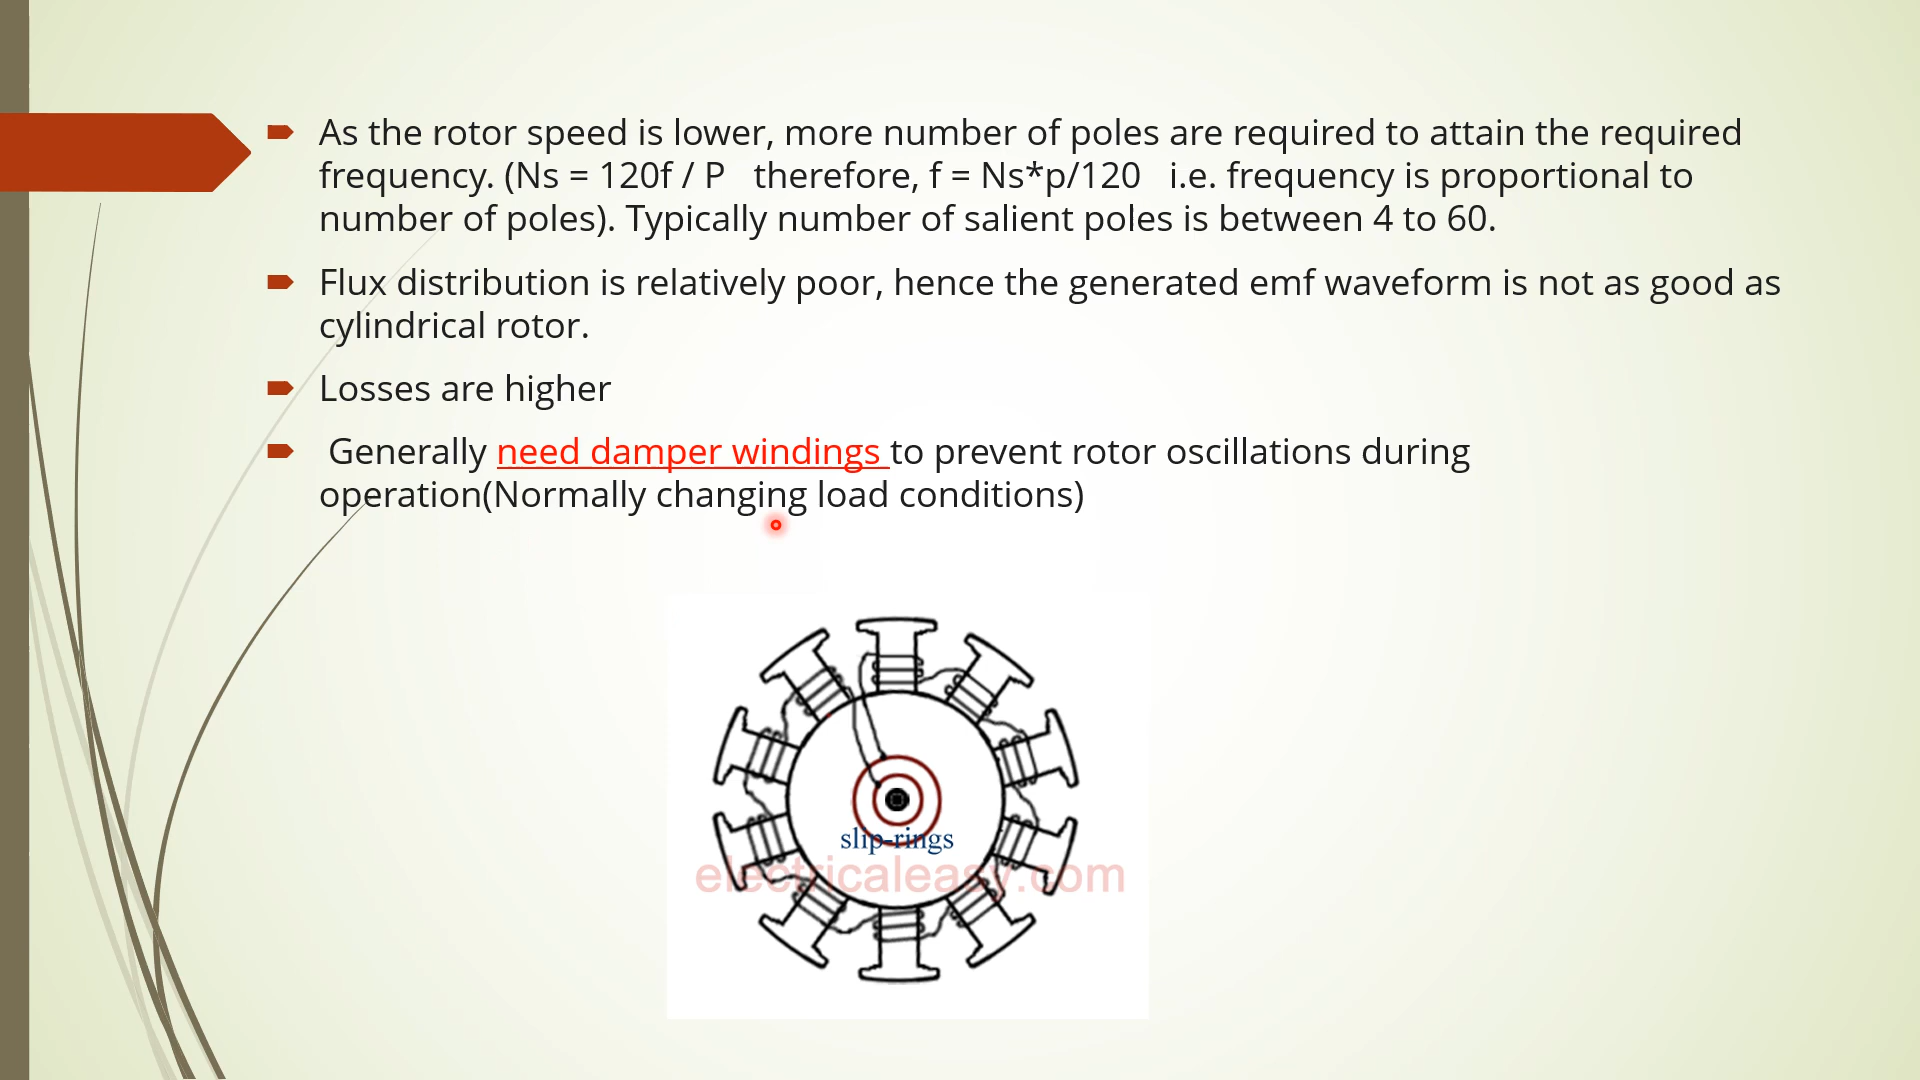 As the rotor speed is lower, more number of poles are required to attain the required
frequency. (Ns = 120f / P   therefore, f = Ns*p/120   i.e. frequency is proportional to
number of poles). Typically number of salient poles is between 4 to 60.
Flux distribution is relatively poor, hence the generated emf waveform is not as good as
cylindrical rotor.
Losses are higher
Generally need damper windings to prevent rotor oscillations during
operation(Normally changing load conditions)
slip-rings
electricaleasy.com